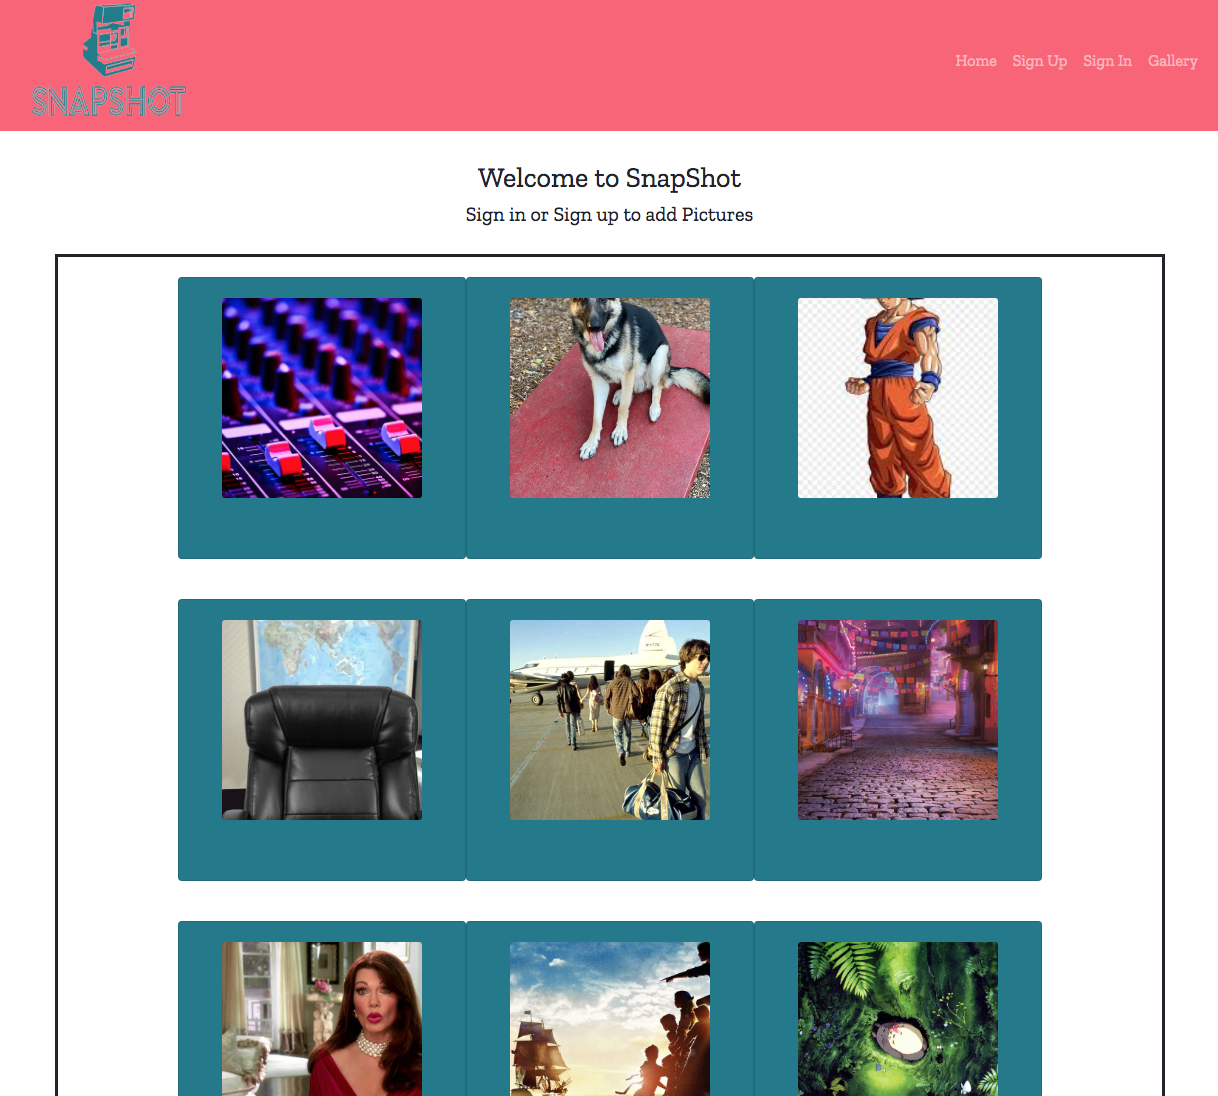 SNAPSHOT
Home Sign Up Sign In Gallery
Welcome to SnapShot
Sign in or Sign up to add Pictures